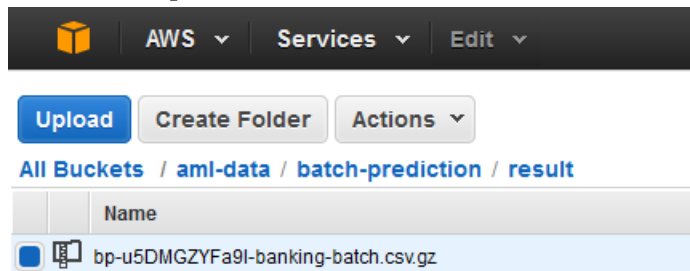 AWS Services Edit
Upload Create Folder Actions
All Buckets / aml-data / batch-prediction / result
Name
bp-u5DMGZYFa9I-banking-batch.csv.gz